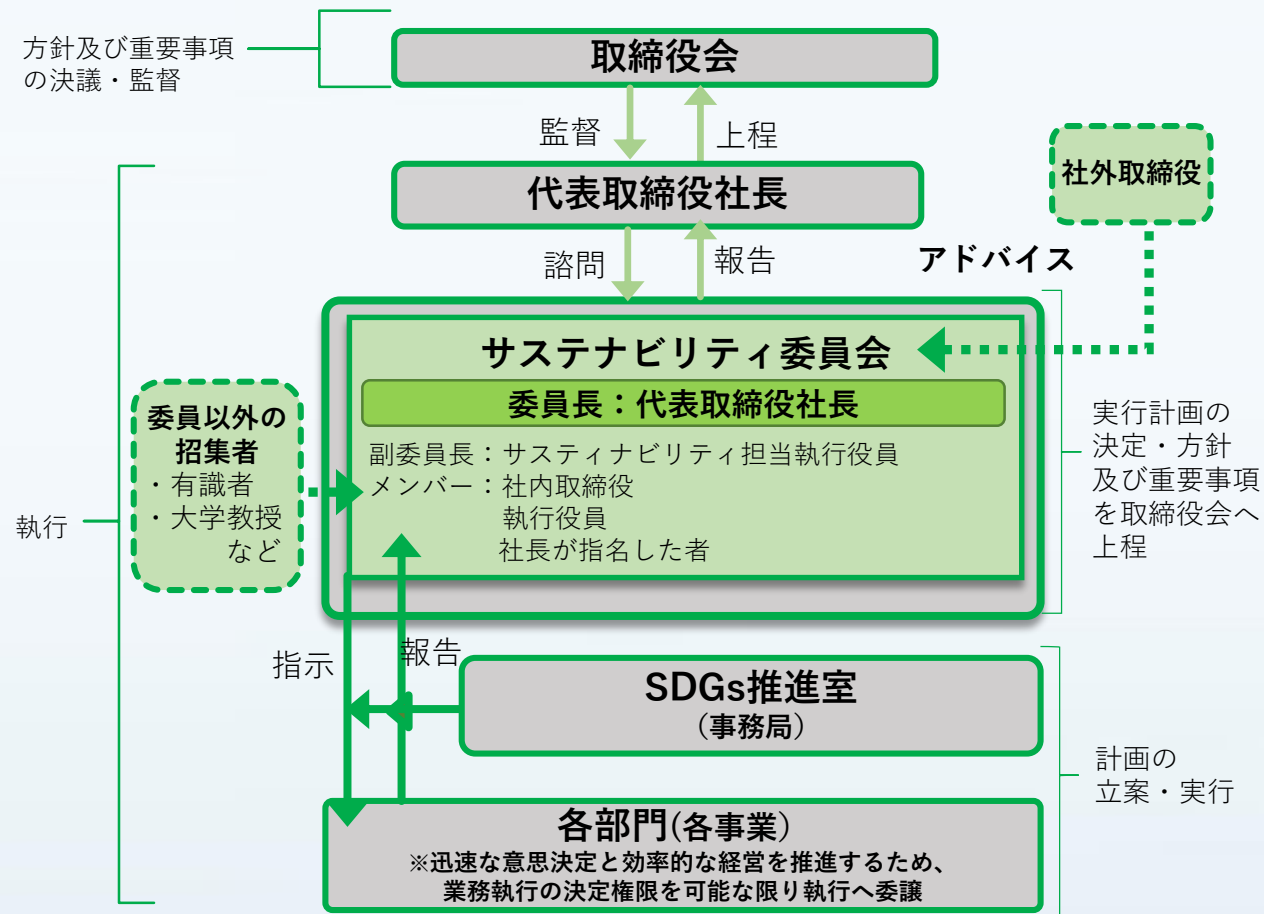 方針及び重要事項
の決議・監督
取締役会
監督
上程
代表取締役社長
社外取締役
諮問
報告
アドバイス
サステナビリティ委員会
委員長：代表取締役社長
副委員長：サスティナビリティ担当執行役員
メンバー：社内取締役
執行役員
社長が指名した者
委員以外の
招集者
・有識者
・大学教授
など
執行
実行計画の
決定・方針
及び重要事項
を取締役会へ
上程
指示
報告
SDGs推進室
（事務局）
計画の
立案・実行
各部門(各事業）
※迅速な意思決定と効率的な経営を推進するため、
業務執行の決定権限を可能な限り執行へ委譲